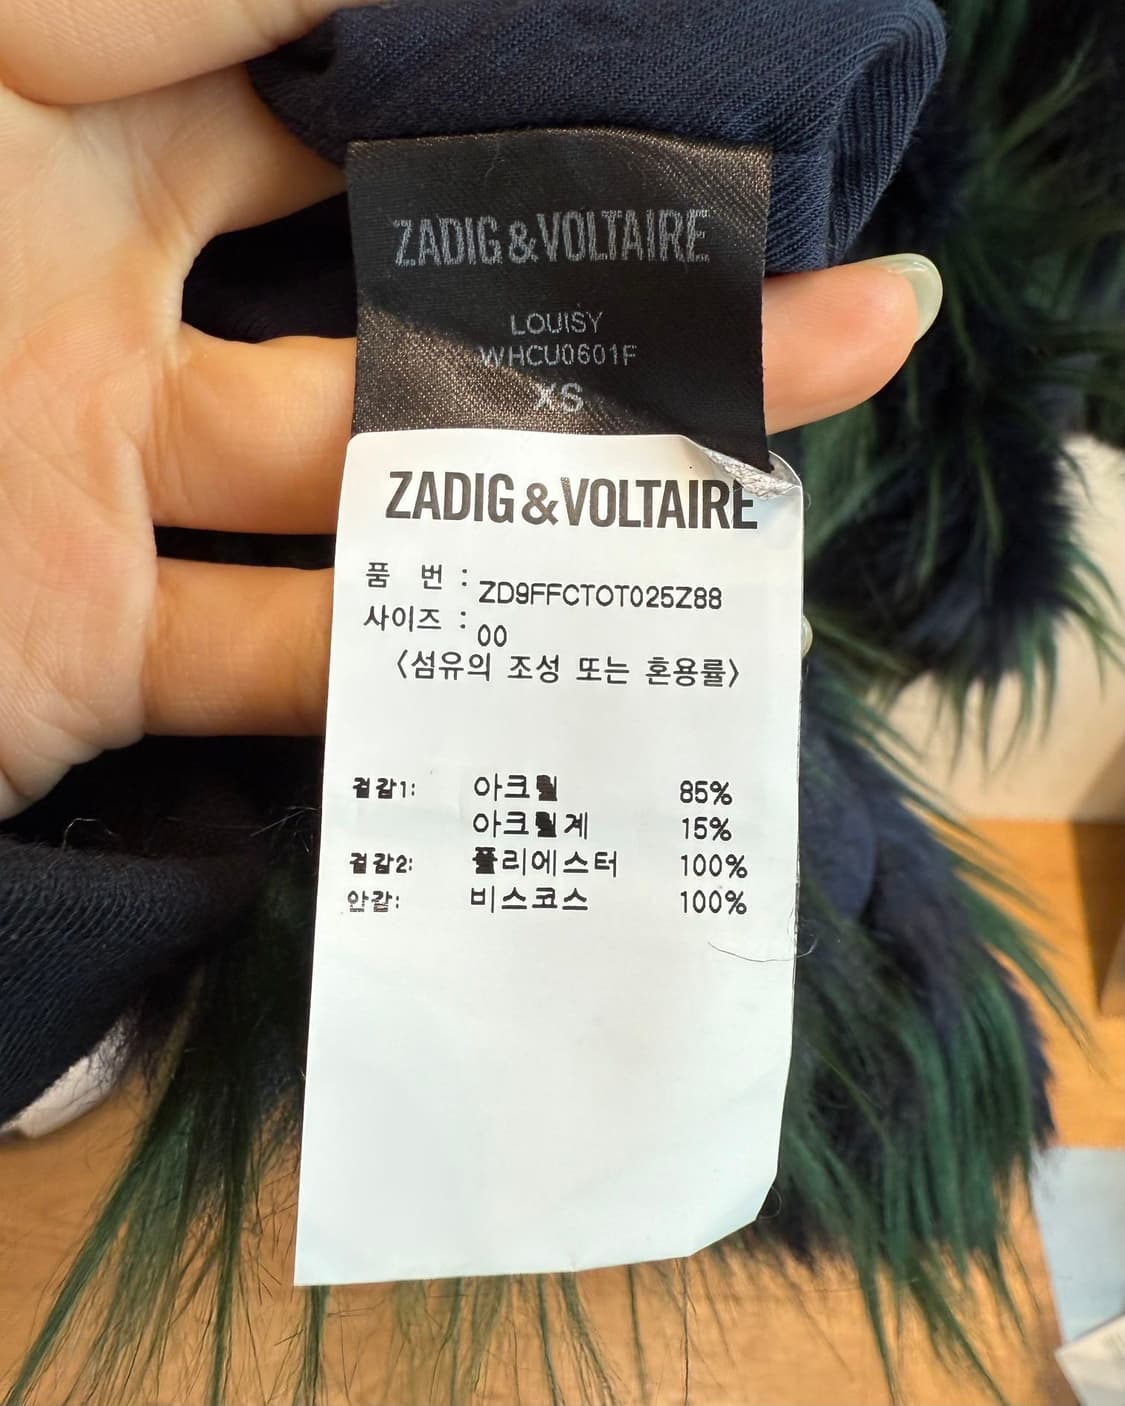 ZADIG&VOLTAIRE
LOUISY
WHCU0601F
XS
ZADIG&VOLTAIRE
품 번 : ZD9FFCTOT025Z88
사이즈 : 00
<섬유의 조성 또는 혼용률>
겉감1: 아크릴 85%
아크릴계 15%
겉감2: 폴리에스터 100%
안감: 비스코스 100%